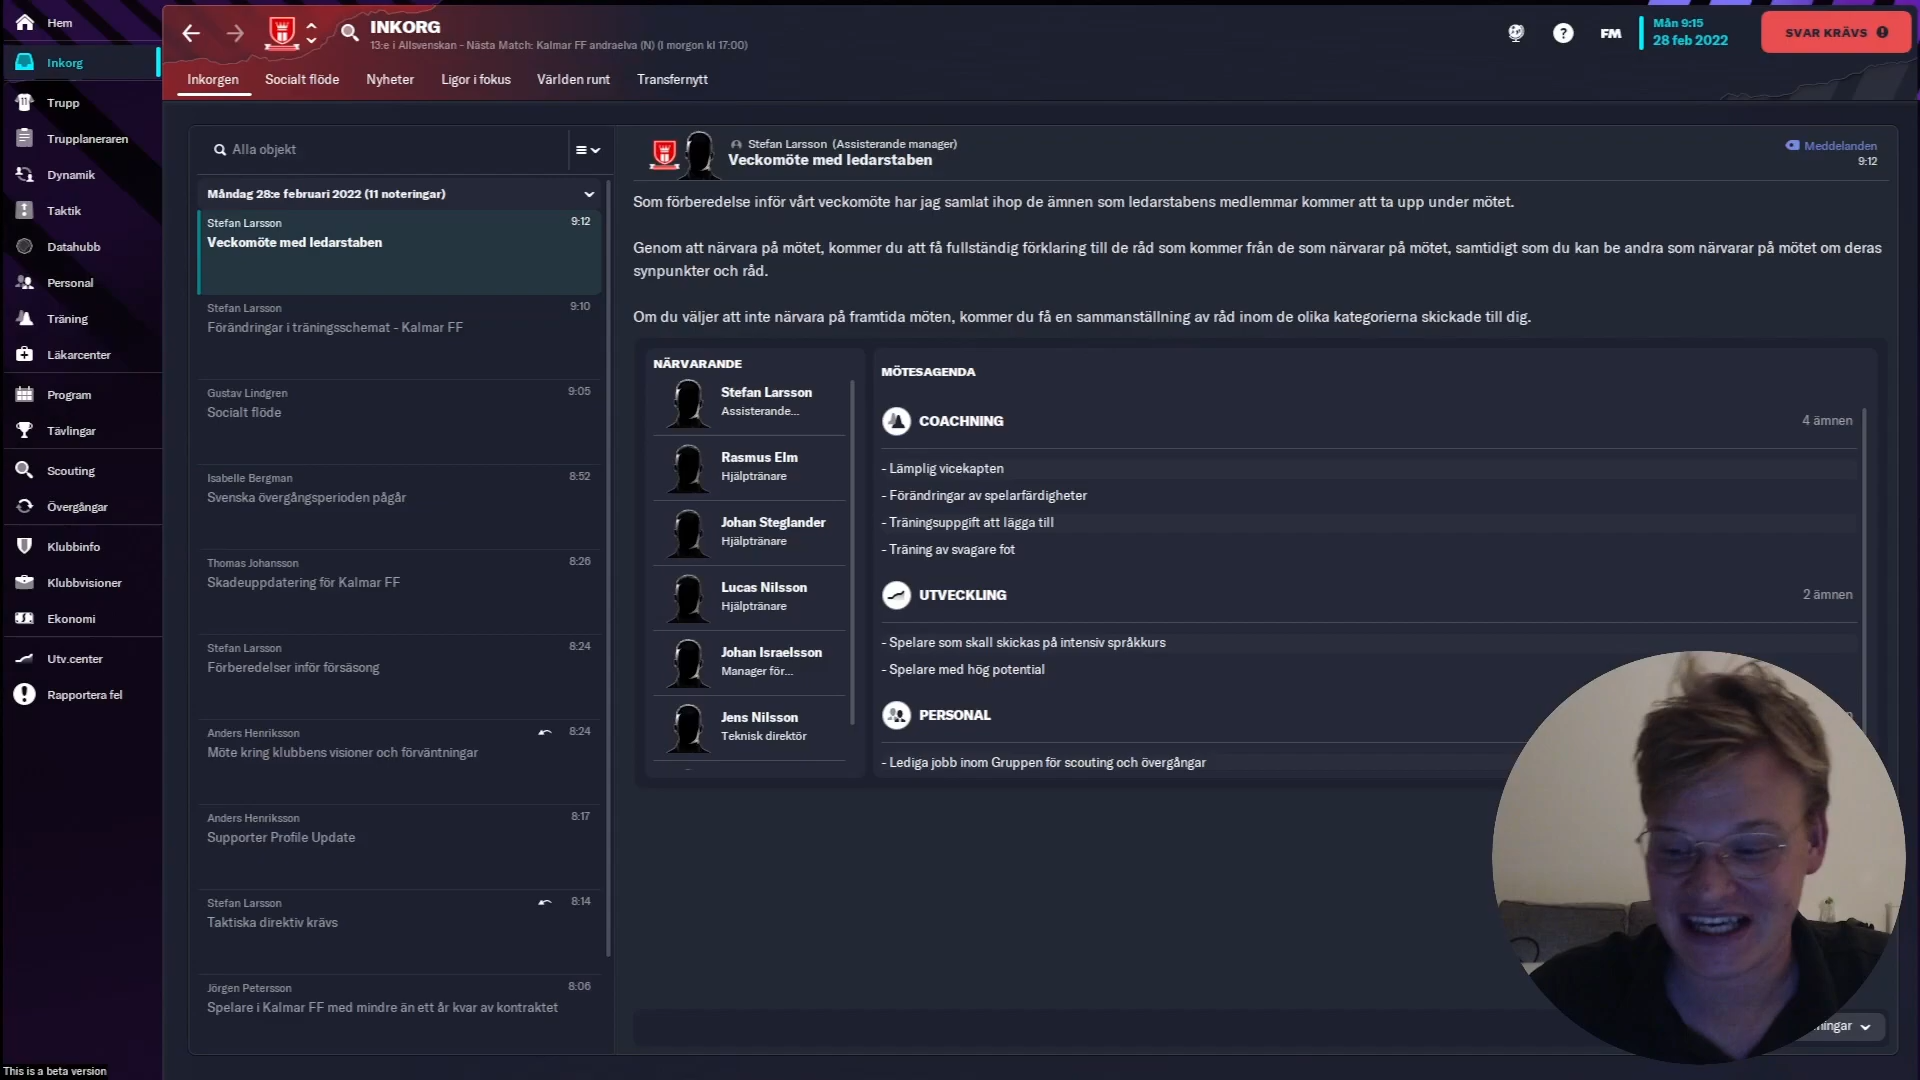 Hem
Inkorg
Trupp
Trupplaneraren
Dynamik
Taktik
Datahubb
Personal
Träning
Läkarcenter
Program
Tävlingar
Scouting
Övergångar
Klubbinfo
Klubbvisioner
Ekonomi
Utv.center
Rapportera fel
This is a beta version
INKORG
13:e i Allsvenskan - Nästa Match: Kalmar FF andraelva (N) (I morgon kl 17:00)
FM
Mån 9:15
28 feb 2022
SVAR KRÄVS
Inkorgen Socialt flöde Nyheter Ligor i fokus Världen runt Transfernytt
Alla objekt
Måndag 28:e februari 2022 (11 noteringar)
Stefan Larsson 9:12
Veckomöte med ledarstaben
Stefan Larsson 9:10
Förändringar i träningsschemat - Kalmar FF
Gustav Lindgren 9:05
Socialt flöde
Isabelle Bergman 8:52
Svenska övergångsperioden pågår
Thomas Johansson 8:26
Skadeuppdatering för Kalmar FF
Stefan Larsson 8:24
Förberedelser inför försäsong
Anders Henriksson 8:24
Möte kring klubbens visioner och förväntningar
Anders Henriksson 8:17
Supporter Profile Update
Stefan Larsson 8:14
Taktiska direktiv krävs
Jörgen Petersson 8:06
Spelare i Kalmar FF med mindre än ett år kvar av kontraktet
Stefan Larsson (Assisterande manager)
Veckomöte med ledarstaben
Meddelanden
9:12
Som förberedelse inför vårt veckomöte har jag samlat ihop de ämnen som ledarstabens medlemmar kommer att ta upp under mötet.
Genom att närvara på mötet, kommer du att få fullständig förklaring till de råd som kommer från de som närvarar på mötet, samtidigt som du kan be andra som närvarar på mötet om deras
synpunkter och råd.
Om du väljer att inte närvara på framtida möten, kommer du få en sammanställning av råd inom de olika kategorierna skickade till dig.
NÄRVARANDE
Stefan Larsson
Assisterande...
Rasmus Elm
Hjälptränare
Johan Steglander
Hjälptränare
Lucas Nilsson
Hjälptränare
Johan Israelsson
Manager för...
Jens Nilsson
Teknisk direktör
MÖTESAGENDA
COACHNING 4 ämnen
- Lämplig vicekapten
- Förändringar av spelarfärdigheter
- Träningsuppgift att lägga till
- Träning av svagare fot
UTVECKLING 2 ämnen
- Spelare som skall skickas på intensiv språkkurs
- Spelare med hög potential
PERSONAL
- Lediga jobb inom Gruppen för scouting och övergångar